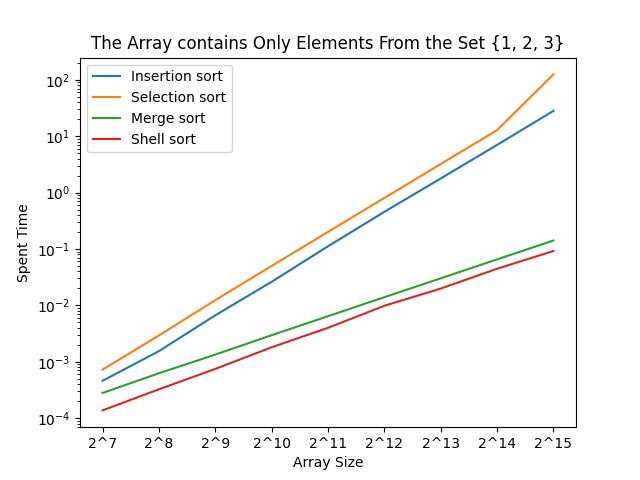 The Array contains Only Elements From the Set {1, 2, 3}
Insertion sort
Selection sort
Merge sort
Shell sort
Spent Time
10^2
10^1
10^0
10^-1
10^-2
10^-3
10^-4
2^7 2^8 2^9 2^10 2^11 2^12 2^13 2^14 2^15
Array Size